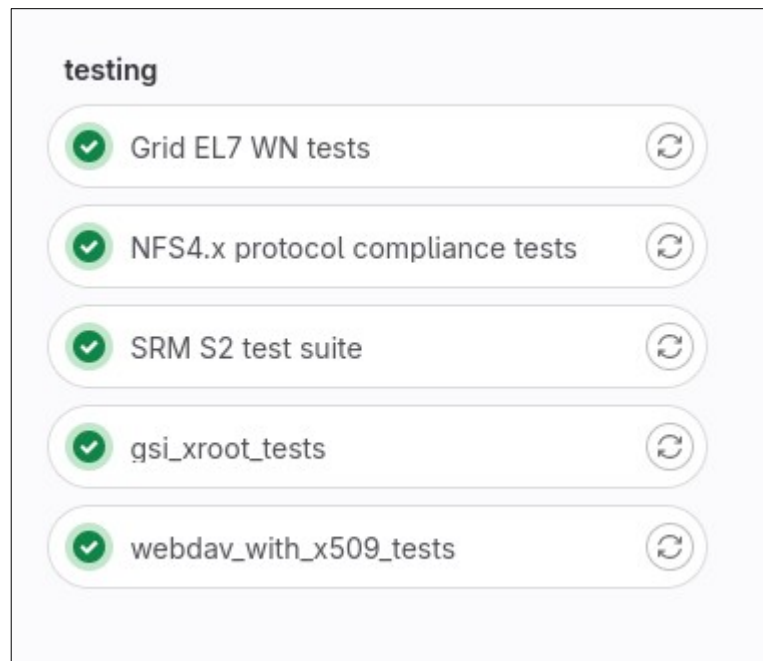 testing
Grid EL7 WN tests
NFS4.x protocol compliance tests
SRM S2 test suite
gsi_xroot_tests
webdav_with_x509_tests